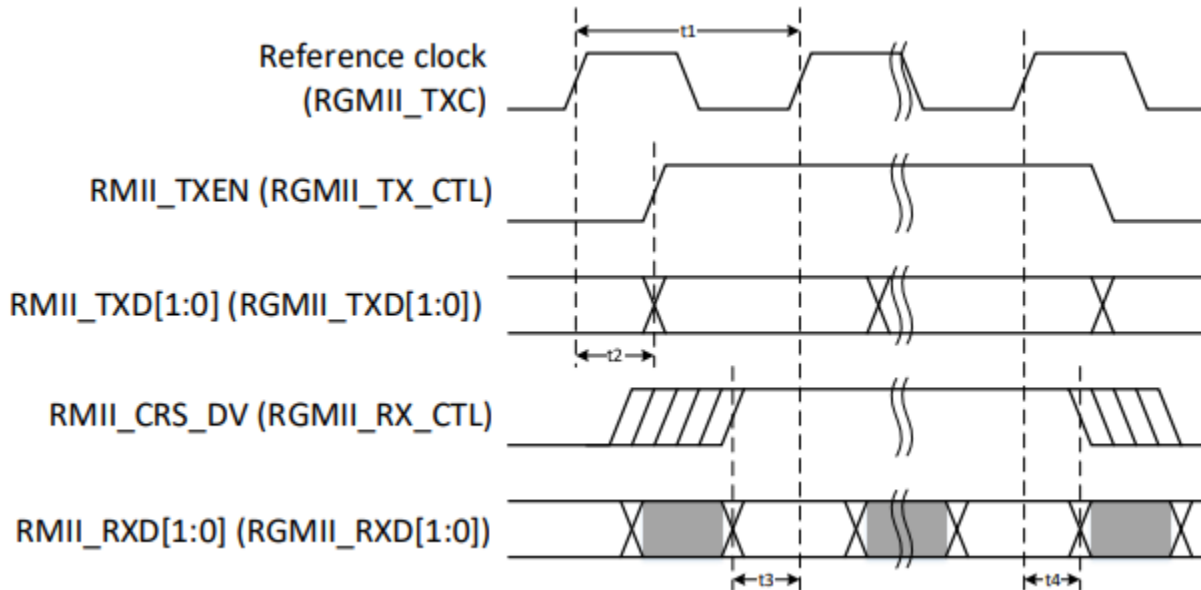 t1
Reference clock
(RGMII_TXC)
RMII_TXEN (RGMII_TX_CTL)
RMII_TXD[1:0] (RGMII_TXD[1:0])
t2
RMII_CRS_DV (RGMII_RX_CTL)
RMII_RXD[1:0] (RGMII_RXD[1:0])
t3
t4